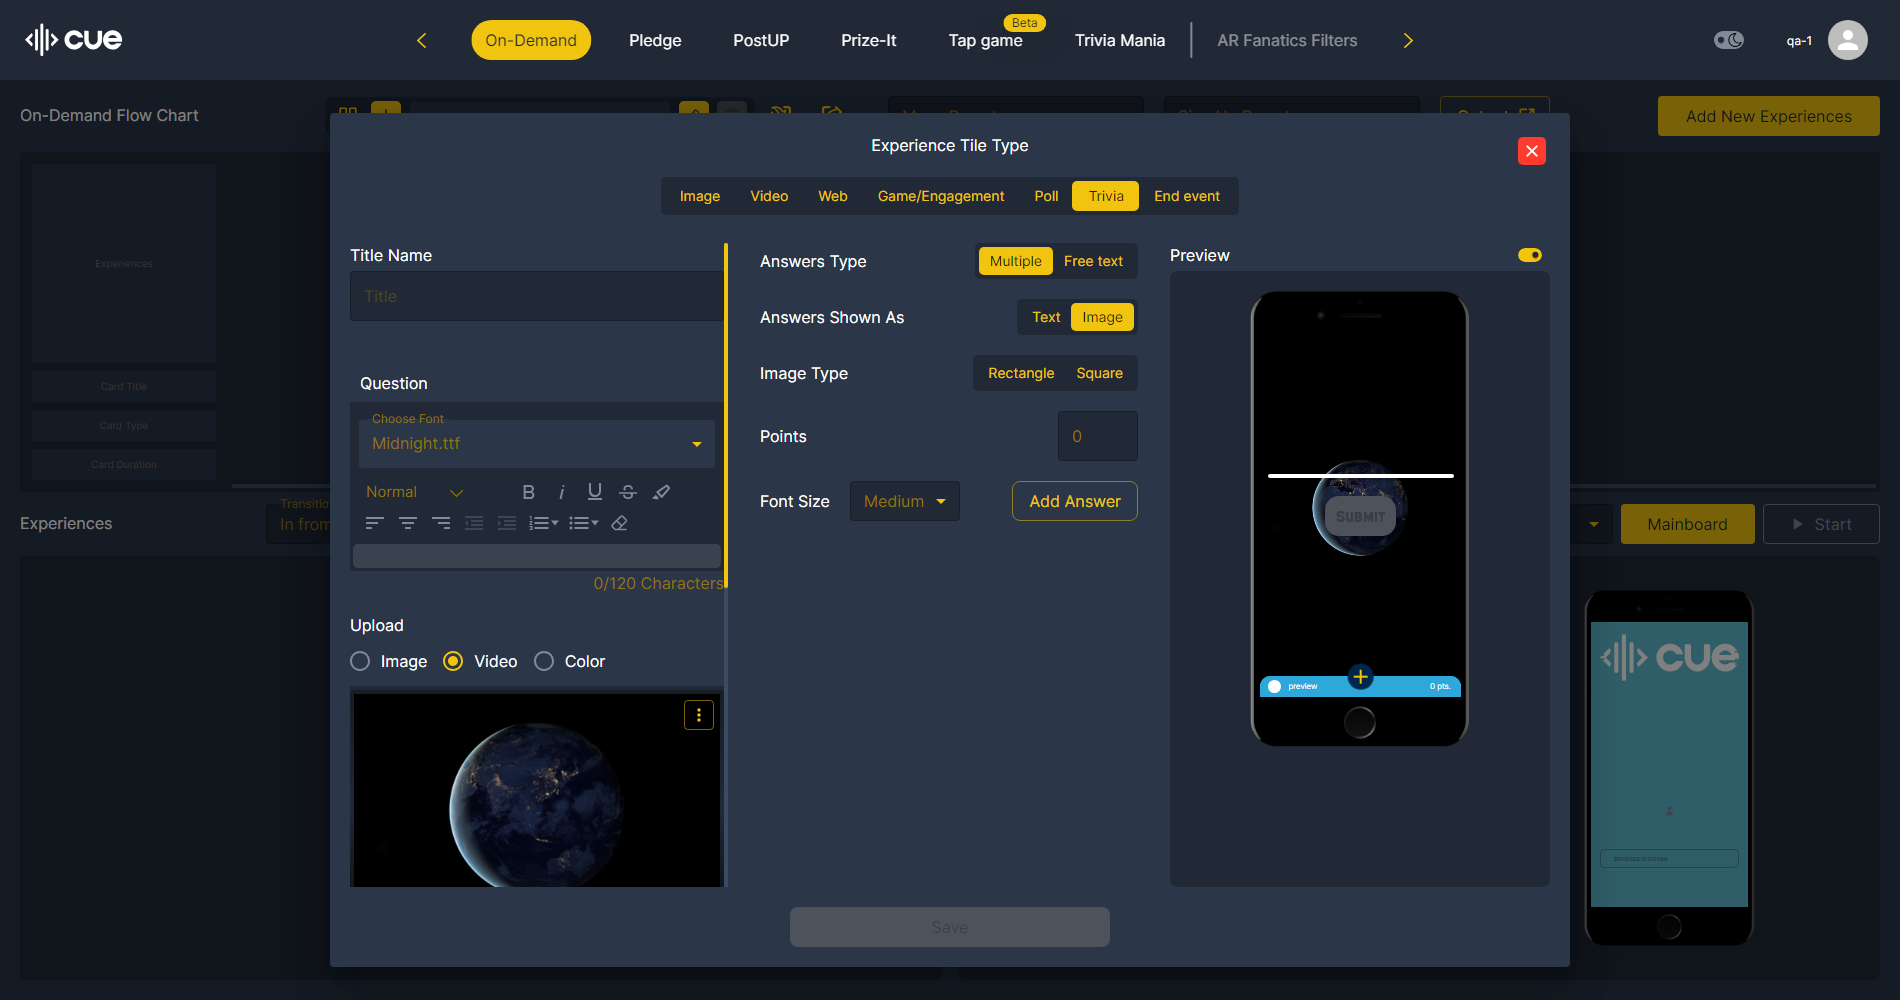 cue
On-Demand
Pledge
PostUP
Prize-It
Beta
Tap game
Trivia Mania
AR Fanatics Filters
qa-1
On-Demand Flow Chart
Add New Experiences
Experience Tile Type
Image
Video
Web
Game/Engagement
Poll
Trivia
End event
Experiences
Card Title
Card Type
Card Duration
Title Name
Title
Question
Choose Font
Midnight.ttf
Normal
B
i
U
S
0/120 Characters
Upload
Image
Video
Color
Answers Type
Multiple
Free text
Answers Shown As
Text
Image
Image Type
Rectangle
Square
Points
0
Font Size
Medium
Add Answer
Preview
SUBMIT
preview
0 pts.
Experiences
Transitio
In from
Mainboard
Start
cue
Save